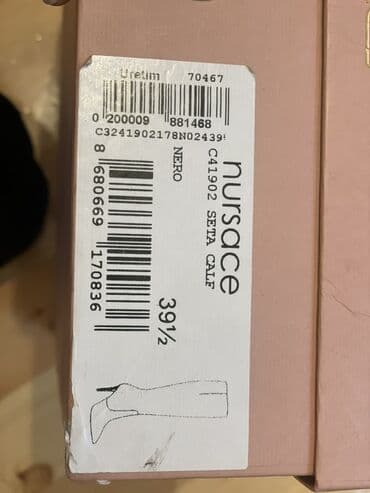 Uretim 70467
0 200009 881468
C3241902178N02439
nursace
C41902 SETA CALF
NERO
39½
8 680669 170836